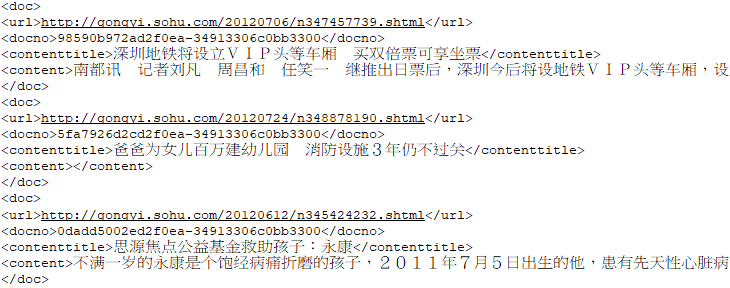 <doc>
<url>http://gongyi.sohu.com/20120706/n347457739.shtml</url>
<docno>98590b972ad2f0ea-34913306c0bb3300</docno>
<contenttitle>深圳地铁将设立ＶＩＰ头等车厢　买双倍票可享坐票</contenttitle>
<content>南都讯　记者刘凡　周昌和　任笑一　继推出日票后，深圳今后将设地铁ＶＩＰ头等车厢，设
</doc>
<doc>
<url>http://gongyi.sohu.com/20120724/n348878190.shtml</url>
<docno>5fa7926d2cd2f0ea-34913306c0bb3300</docno>
<contenttitle>爸爸为女儿百万建幼儿园　消防设施３年仍不过关</contenttitle>
<content></content>
</doc>
<doc>
<url>http://gongyi.sohu.com/20120612/n345424232.shtml</url>
<docno>0dadd5002ed2f0ea-34913306c0bb3300</docno>
<contenttitle>思源焦点公益基金救助孩子：永康</contenttitle>
<content>不满一岁的永康是个饱经病痛折磨的孩子，２０１１年７月５日出生的他，患有先天性心脏病
</doc>